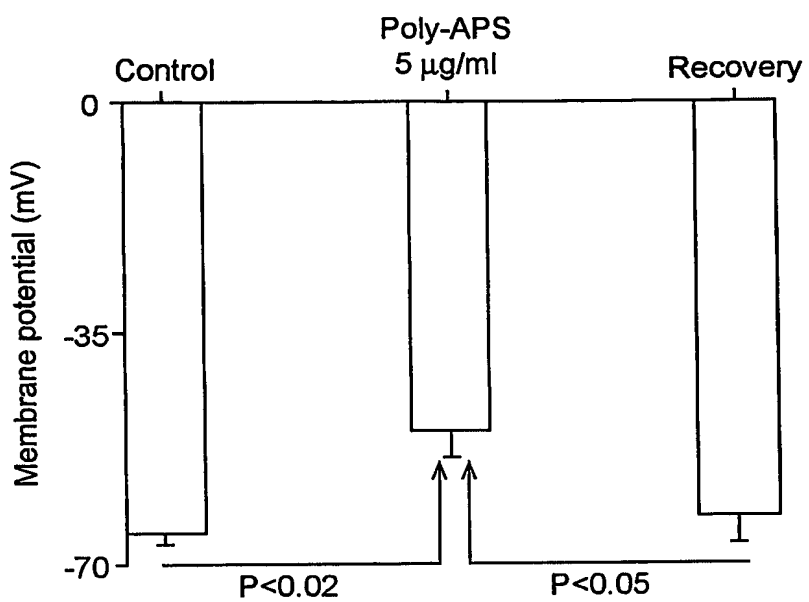 Control
Poly-APS
5 μg/ml
Recovery
0
-35
-70
Membrane potential (mV)
P<0.02
P<0.05